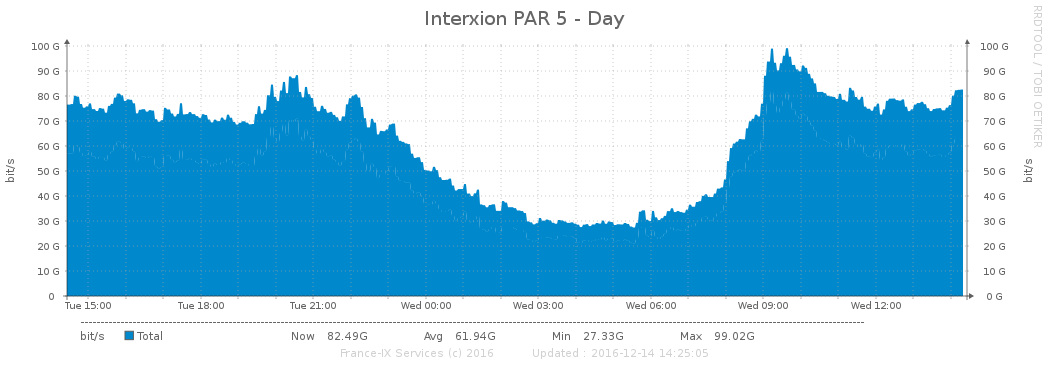 Interxion PAR 5 - Day
RRDTOOL / TOBI OETIKER
100 G 100 G
90 G 90 G
80 G 80 G
70 G 70 G
60 G 60 G
50 G 50 G
40 G 40 G
30 G 30 G
20 G 20 G
10 G 10 G
0 0 G
bit/s bit/s
Tue 15:00 Tue 18:00 Tue 21:00 Wed 00:00 Wed 03:00 Wed 06:00 Wed 09:00 Wed 12:00
bit/s Total Now 82.49G Avg 61.94G Min 27.33G Max 99.02G
France-IX Services (c) 2016 Updated : 2016-12-14 14:25:05